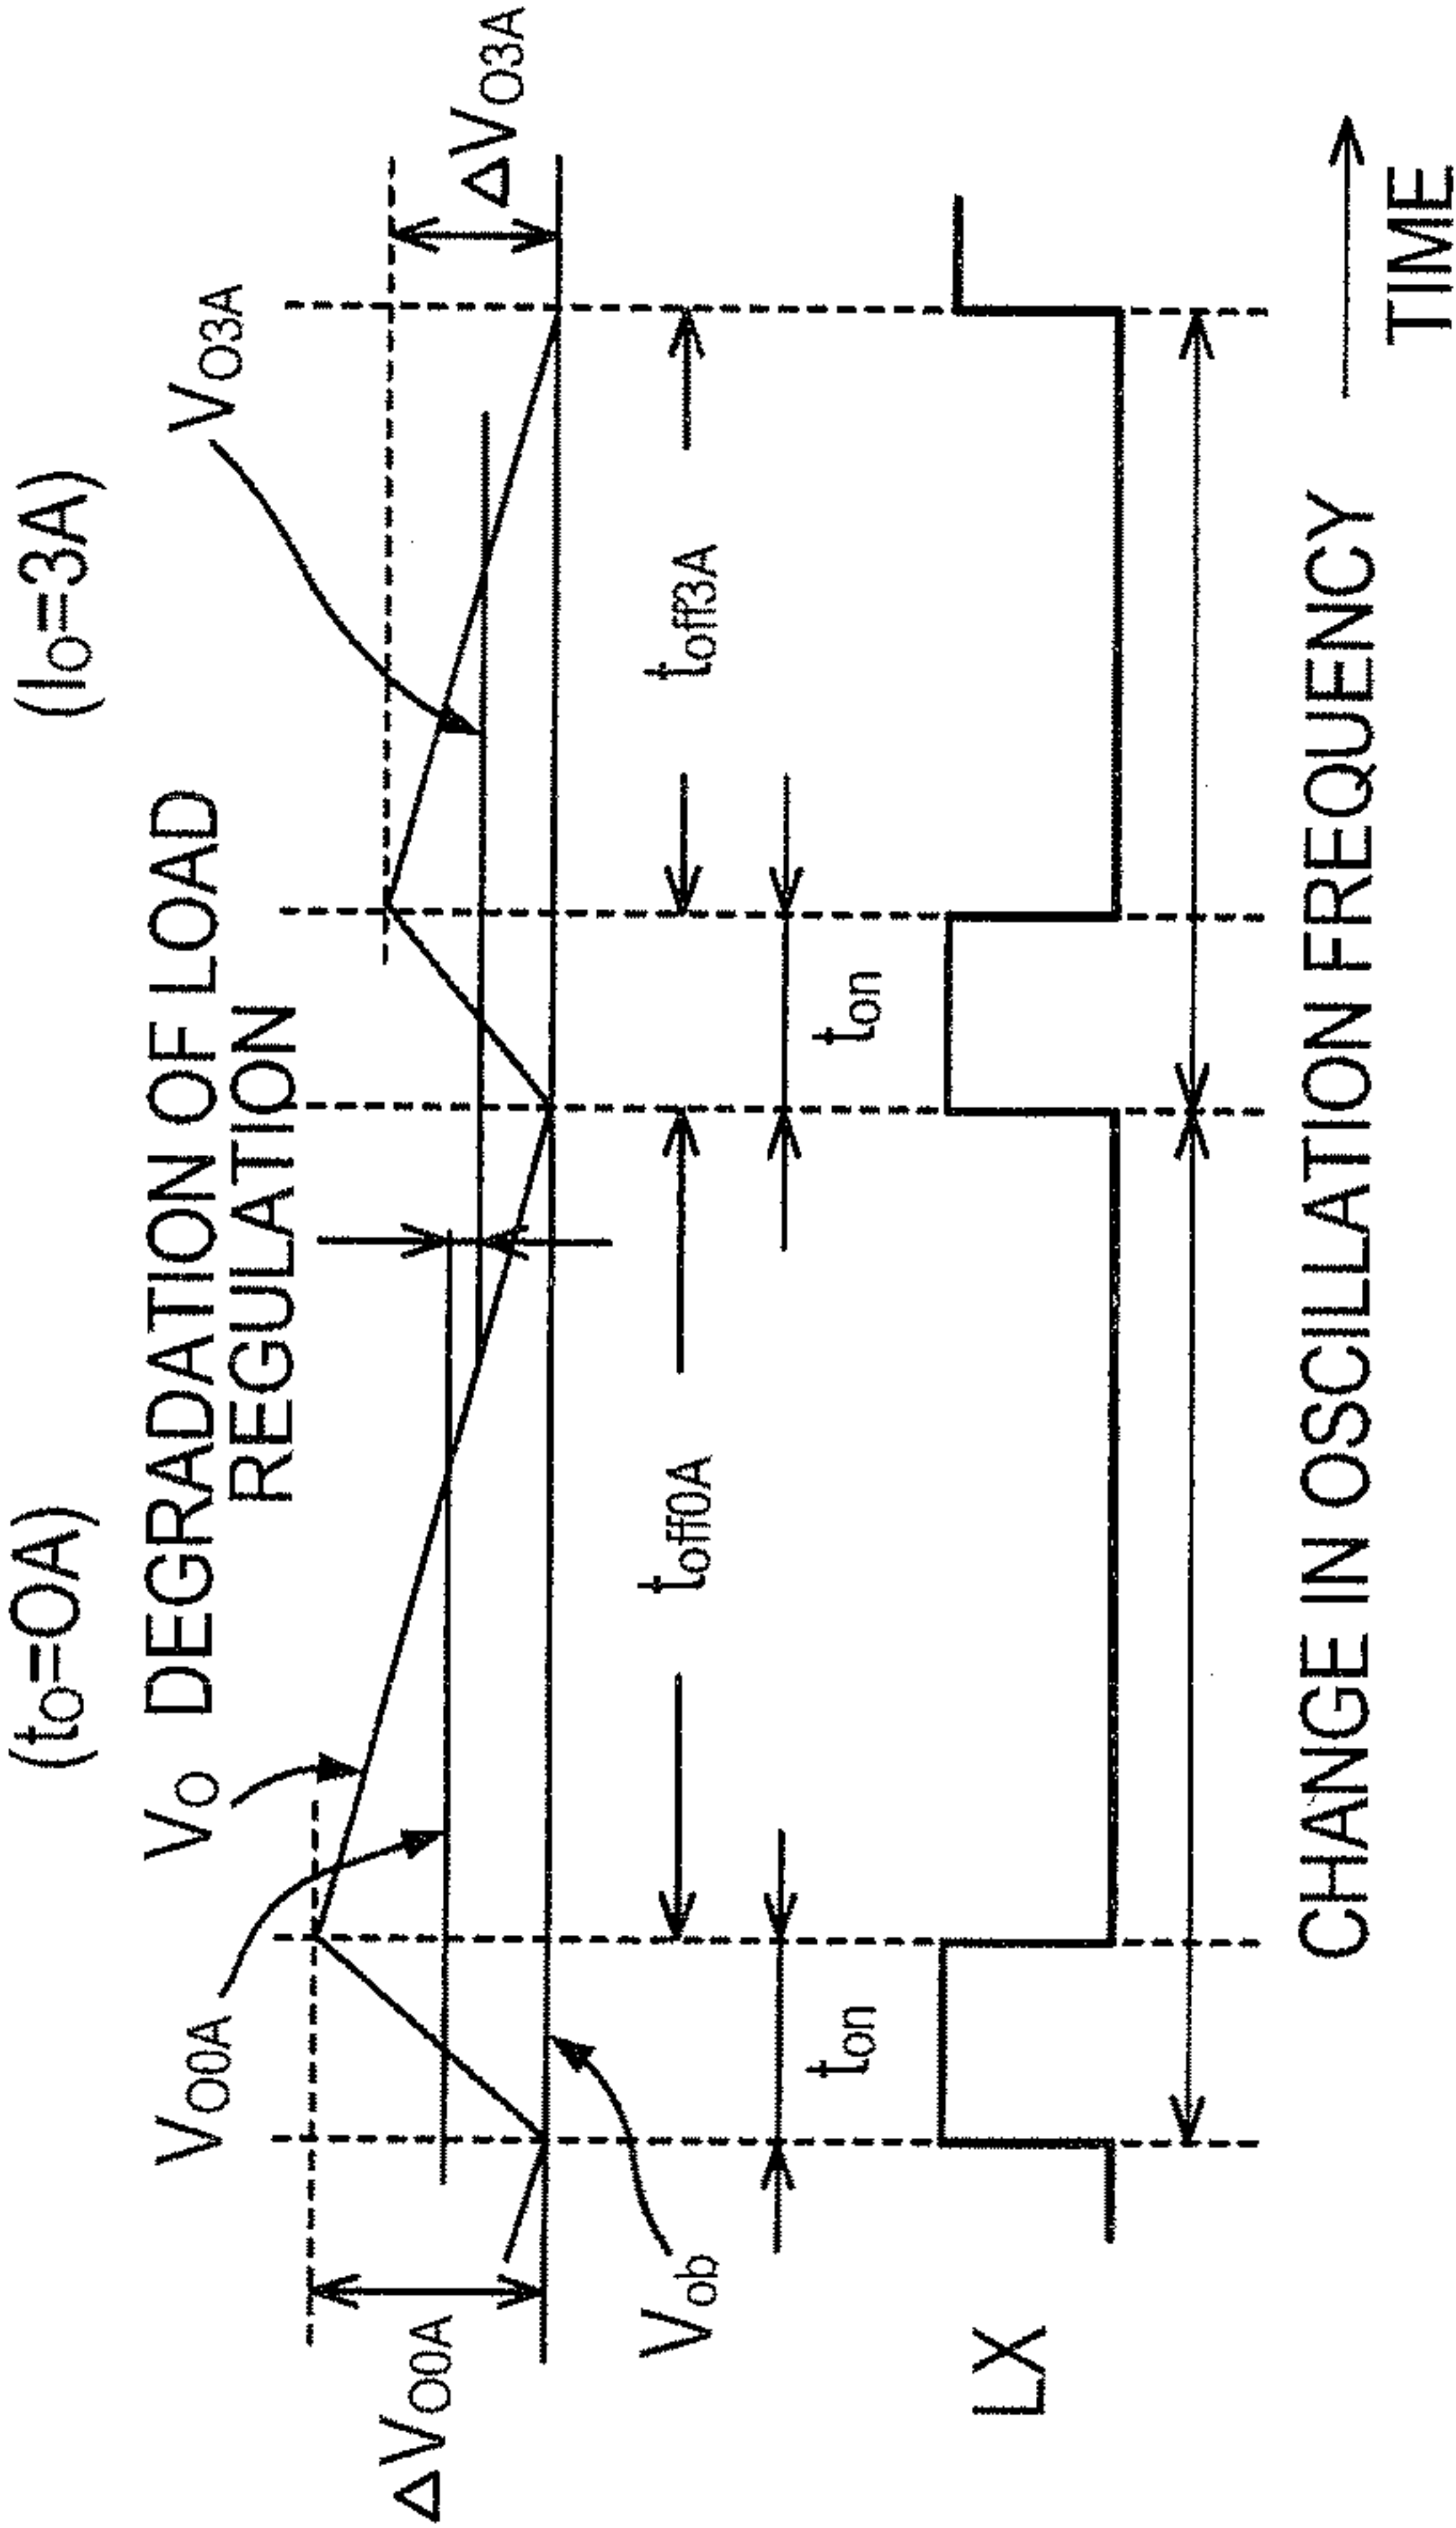 (tO=OA)
(IO=3A)
VO DEGRADATION OF LOAD
REGULATION
VO0A
VO3A
ΔVO0A
ΔVO3A
Vob
toff0A
toff3A
ton
ton
LX
CHANGE IN OSCILLATION FREQUENCY
TIME